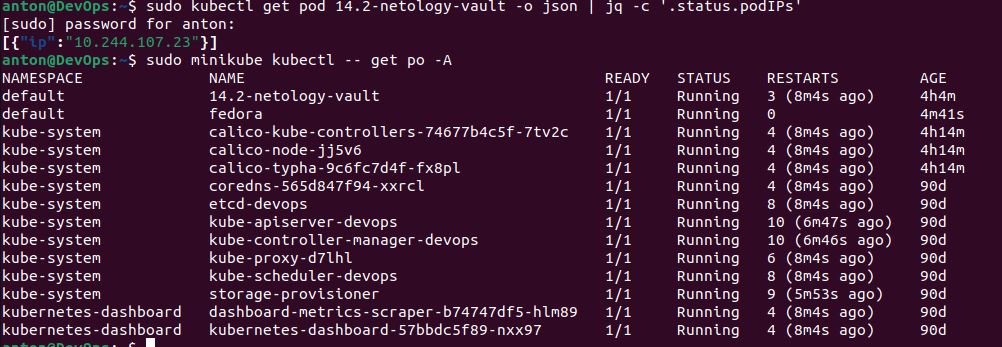 anton@DevOps:~$ sudo kubectl get pod 14.2-netology-vault -o json | jq -c '.status.podIPs'
[sudo] password for anton:
[{"ip":"10.244.107.23"}]
anton@DevOps:~$ sudo minikube kubectl -- get po -A
NAMESPACE NAME READY STATUS RESTARTS AGE
default 14.2-netology-vault 1/1 Running 3 (8m4s ago) 4h4m
default fedora 1/1 Running 0 4m41s
kube-system calico-kube-controllers-74677b4c5f-7tv2c 1/1 Running 4 (8m4s ago) 4h14m
kube-system calico-node-jj5v6 1/1 Running 4 (8m4s ago) 4h14m
kube-system calico-typha-9c6fc7d4f-fx8pl 1/1 Running 4 (8m4s ago) 4h14m
kube-system coredns-565d847f94-xxrcl 1/1 Running 4 (8m4s ago) 90d
kube-system etcd-devops 1/1 Running 8 (8m4s ago) 90d
kube-system kube-apiserver-devops 1/1 Running 10 (6m47s ago) 90d
kube-system kube-controller-manager-devops 1/1 Running 10 (6m46s ago) 90d
kube-system kube-proxy-d7lhl 1/1 Running 6 (8m4s ago) 90d
kube-system kube-scheduler-devops 1/1 Running 8 (8m4s ago) 90d
kube-system storage-provisioner 1/1 Running 9 (5m53s ago) 90d
kubernetes-dashboard dashboard-metrics-scraper-b74747df5-hlm89 1/1 Running 4 (8m4s ago) 90d
kubernetes-dashboard kubernetes-dashboard-57bbdc5f89-nxx97 1/1 Running 4 (8m4s ago) 90d
anton@DevOps:~$